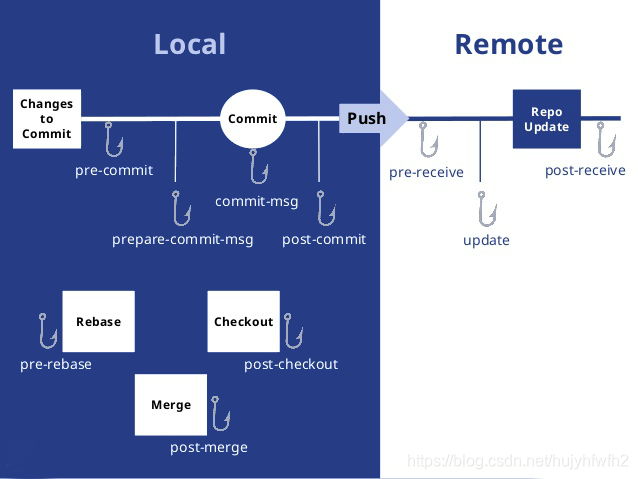 Local
Remote
Changes
to
Commit
Commit
Push
Repo
Update
pre-commit
commit-msg
pre-receive
post-receive
prepare-commit-msg
post-commit
update
Rebase
Checkout
pre-rebase
post-checkout
Merge
post-merge
https://blog.csdn.net/hujyhfwfh2